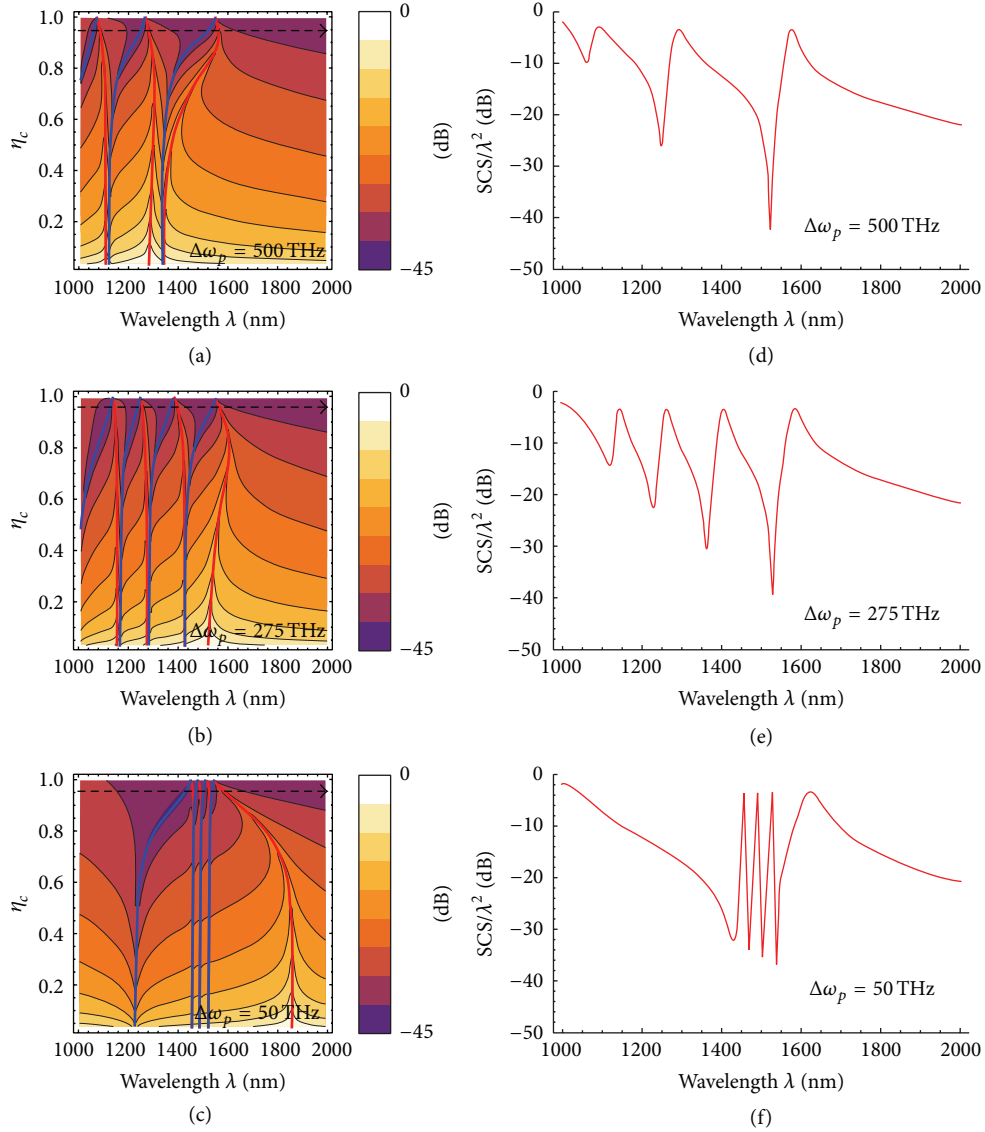 1.0
0.8
0.6
0.4
0.2
η_c
1000 1200 1400 1600 1800 2000
Wavelength λ (nm)
Δω_p = 500 THz
0
−45
(dB)
(a)
0
−10
−20
−30
−40
−50
SCS/λ² (dB)
1000 1200 1400 1600 1800 2000
Wavelength λ (nm)
Δω_p = 500 THz
(d)
1.0
0.8
0.6
0.4
0.2
η_c
1000 1200 1400 1600 1800 2000
Wavelength λ (nm)
Δω_p = 275 THz
0
−45
(dB)
(b)
0
−10
−20
−30
−40
−50
SCS/λ² (dB)
1000 1200 1400 1600 1800 2000
Wavelength λ (nm)
Δω_p = 275 THz
(e)
1.0
0.8
0.6
0.4
0.2
η_c
1000 1200 1400 1600 1800 2000
Wavelength λ (nm)
Δω_p = 50 THz
0
−45
(dB)
(c)
0
−10
−20
−30
−40
−50
SCS/λ² (dB)
1000 1200 1400 1600 1800 2000
Wavelength λ (nm)
Δω_p = 50 THz
(f)